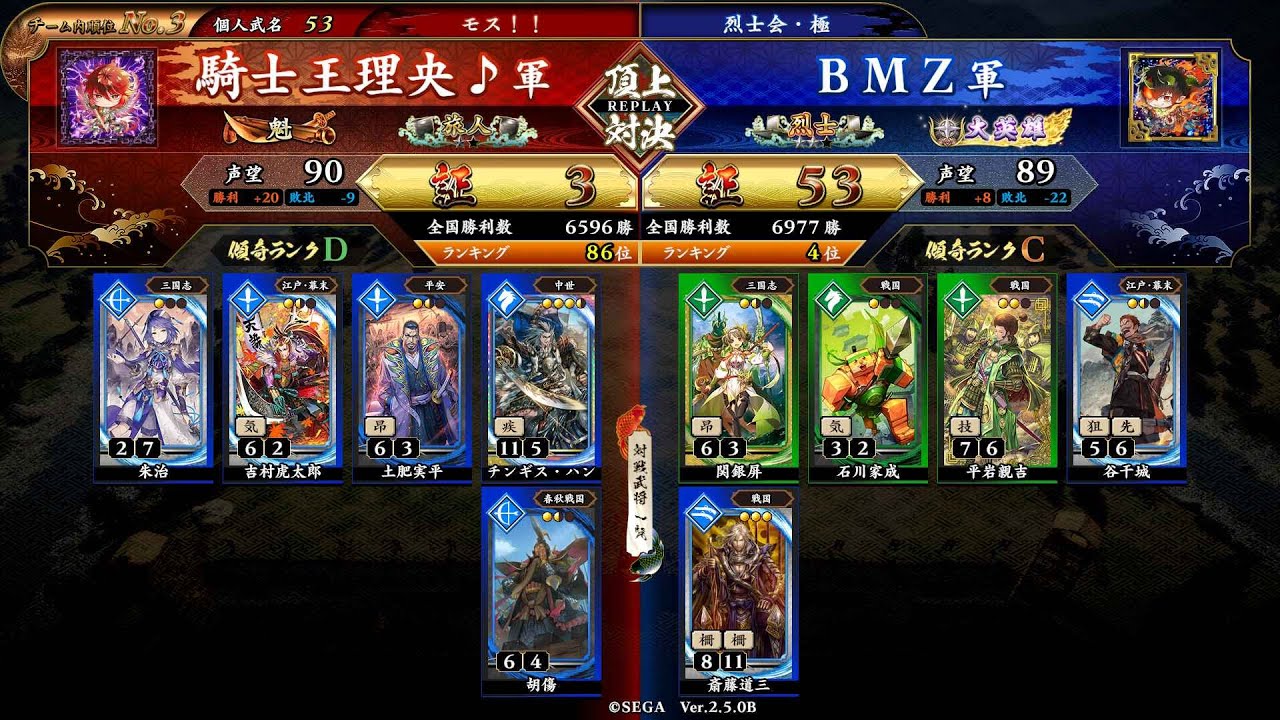 チーム内順位 No.3
個人武名 53
モス！！
烈士会・極
騎士王理央♪軍
頂上
REPLAY
対決
BMZ軍
魁
旅人
烈士
大英雄
声望 90
勝利 +20 敗北 -9
証 3
証 53
声望 89
勝利 +8 敗北 -22
全国勝利数 6596勝
全国勝利数 6977勝
傾奇ランクD
ランキング 86位
ランキング 4位
傾奇ランクC
三国志
江戸・幕末
平安
中世
三国志
戦国
戦国
江戸・幕末
気
昂
疾
昂
気
技
狙 先
2 7
6 2
6 3
11 5
6 3
3 2
7 6
5 6
朱治
吉村虎太郎
土肥実平
チンギス・ハン
関銀屏
石川家成
平岩親吉
谷干城
対戦武将一覧
春秋戦国
戦国
柵 柵
6 4
8 11
胡傷
斎藤道三
©SEGA Ver.2.5.0B